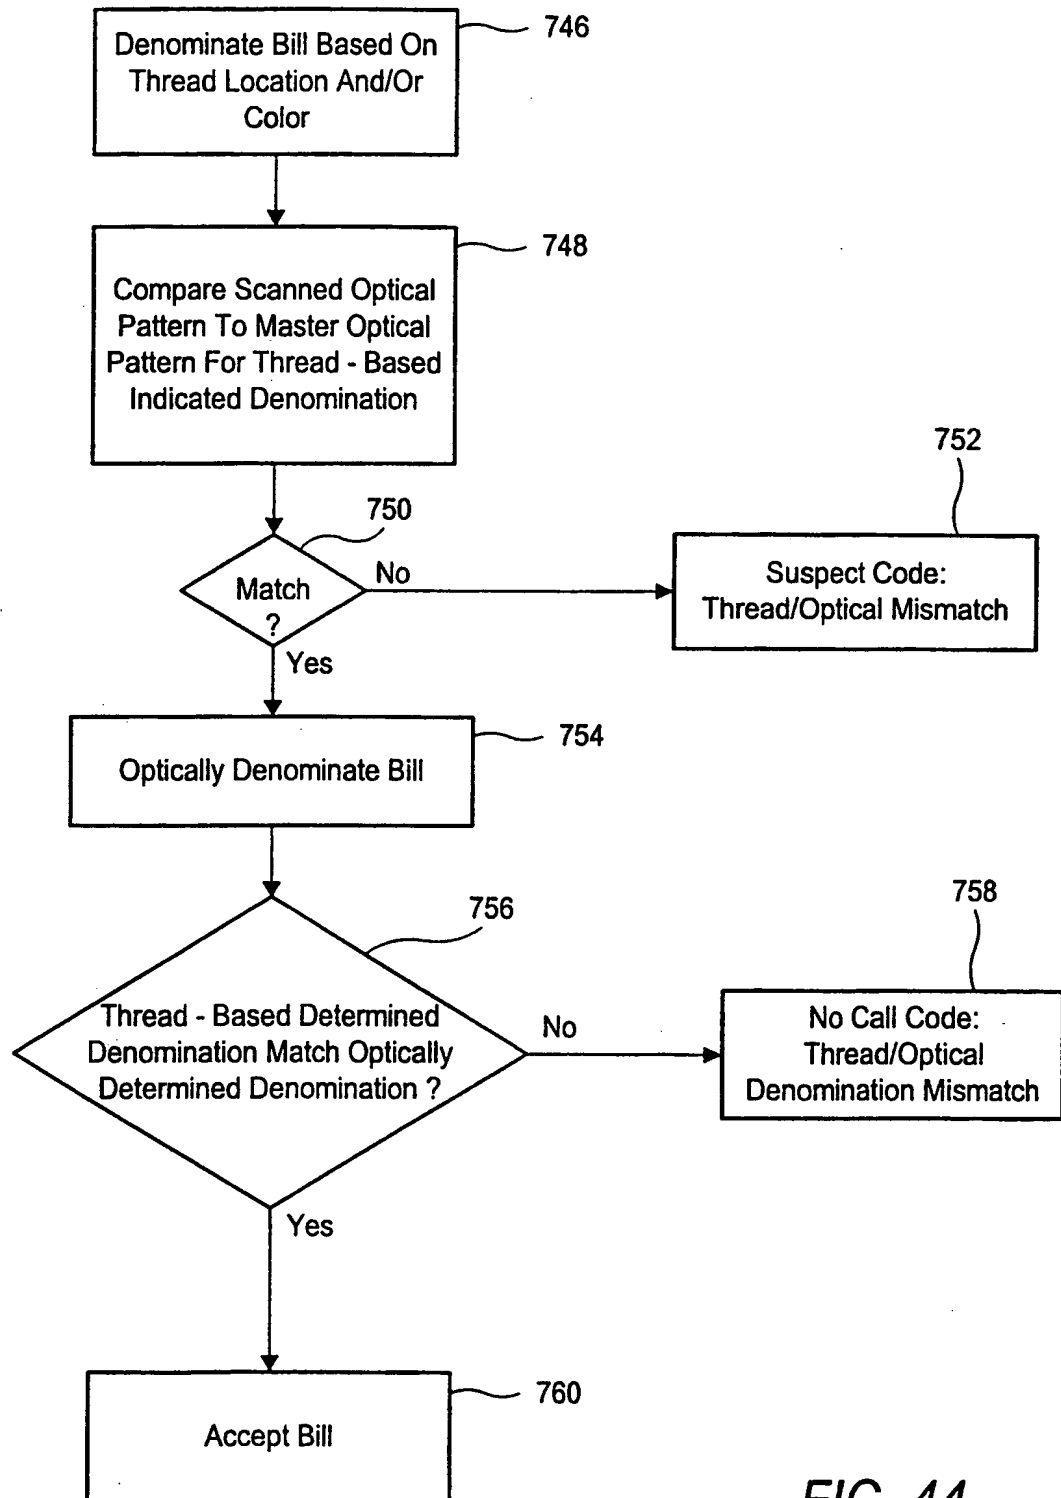 746
Denominate Bill Based On
Thread Location And/Or
Color
748
Compare Scanned Optical
Pattern To Master Optical
Pattern For Thread - Based
Indicated Denomination
750
Match
?
No
Yes
752
Suspect Code:
Thread/Optical Mismatch
754
Optically Denominate Bill
756
Thread - Based Determined
Denomination Match Optically
Determined Denomination ?
No
Yes
758
No Call Code:
Thread/Optical
Denomination Mismatch
760
Accept Bill
FIG. 44